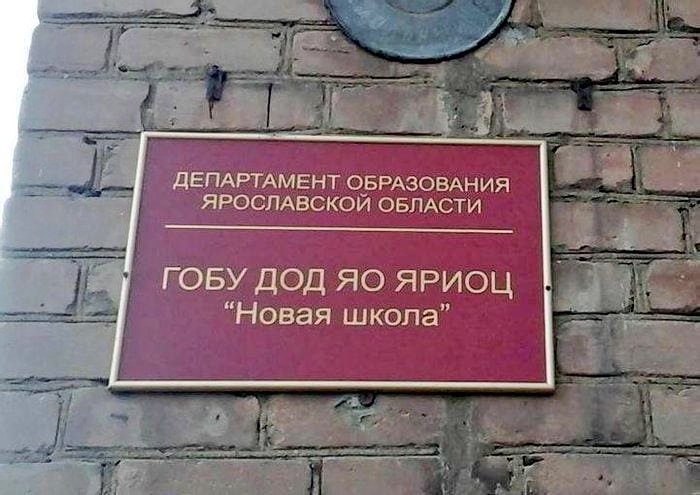 ДЕПАРТАМЕНТ ОБРАЗОВАНИЯ
ЯРОСЛАВСКОЙ ОБЛАСТИ
ГОБУ ДОД ЯО ЯРИОЦ
“Новая школа”